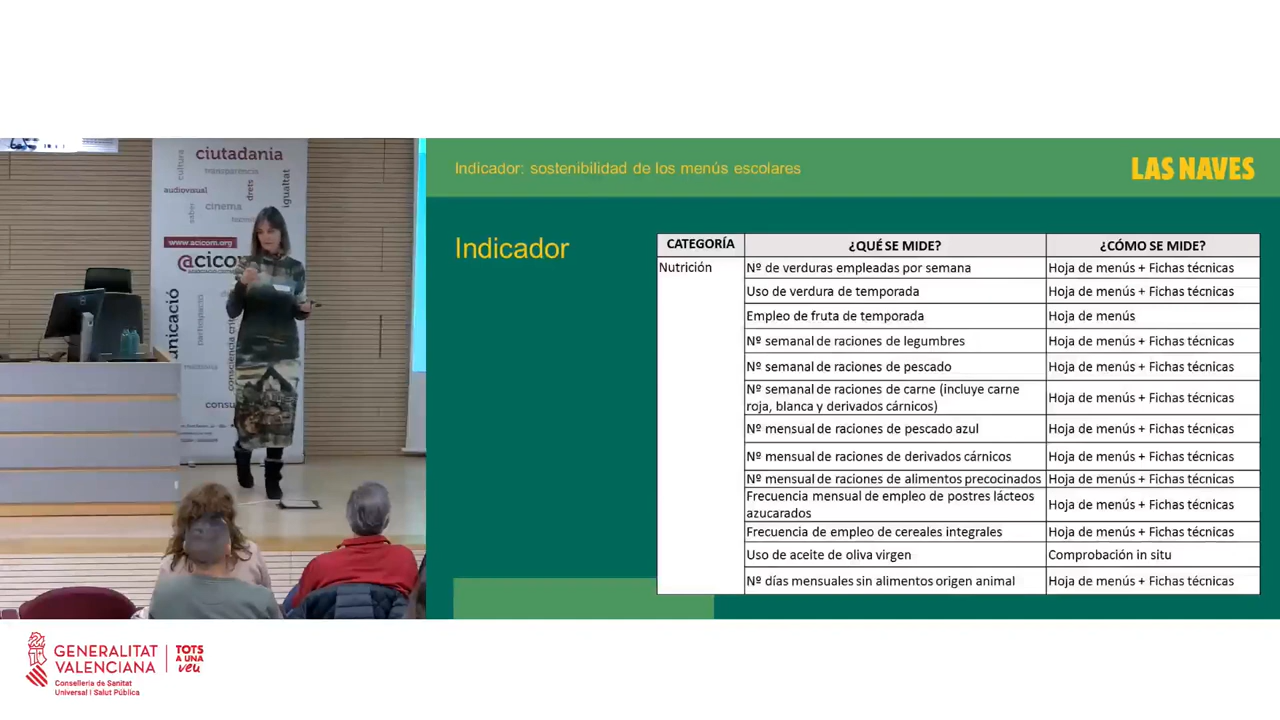 cultura
ciutadania
transparència
audiovisual
drets
igualtat
saber
cinema
www.acicom.org
@acicom
participació
consciència
Indicador: sostenibilidad de los menús escolares
LAS NAVES
Indicador
CATEGORÍA ¿QUÉ SE MIDE? ¿CÓMO SE MIDE?
Nutrición Nº de verduras empleadas por semana Hoja de menús + Fichas técnicas
Uso de verdura de temporada Hoja de menús + Fichas técnicas
Empleo de fruta de temporada Hoja de menús
Nº semanal de raciones de legumbres Hoja de menús + Fichas técnicas
Nº semanal de raciones de pescado Hoja de menús + Fichas técnicas
Nº semanal de raciones de carne (incluye carne
roja, blanca y derivados cárnicos) Hoja de menús + Fichas técnicas
Nº mensual de raciones de pescado azul Hoja de menús + Fichas técnicas
Nº mensual de raciones de derivados cárnicos Hoja de menús + Fichas técnicas
Nº mensual de raciones de alimentos precocinados Hoja de menús + Fichas técnicas
Frecuencia mensual de empleo de postres lácteos
azucarados Hoja de menús + Fichas técnicas
Frecuencia de empleo de cereales integrales Hoja de menús + Fichas técnicas
Uso de aceite de oliva virgen Comprobación in situ
Nº días mensuales sin alimentos origen animal Hoja de menús + Fichas técnicas
GENERALITAT
VALENCIANA
Conselleria de Sanitat
Universal i Salut Pública
TOTS
A UNA
veu